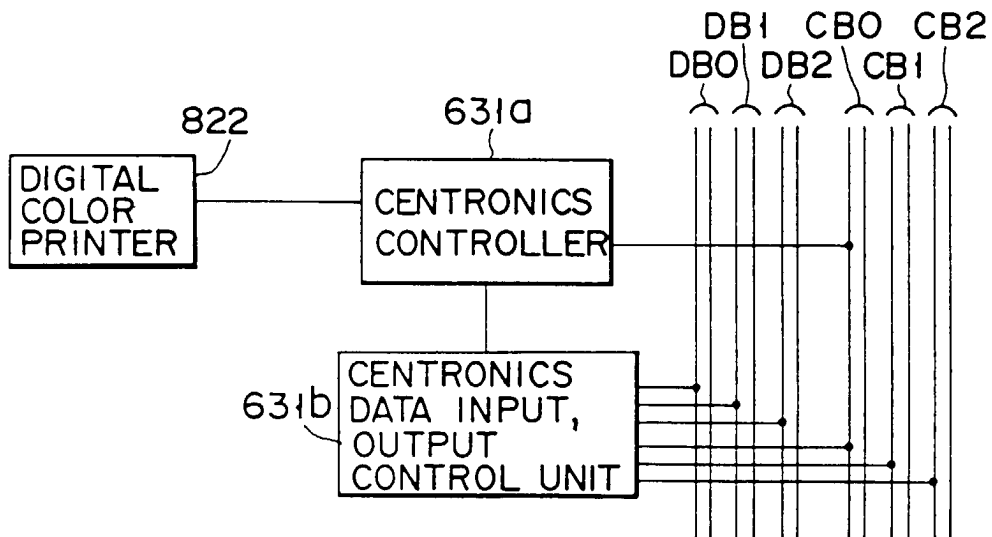 DB1 CB0 CB2
DB0 DB2 CB1
631a
822
DIGITAL
COLOR
PRINTER
CENTRONICS
CONTROLLER
631b
CENTRONICS
DATA INPUT,
OUTPUT
CONTROL UNIT